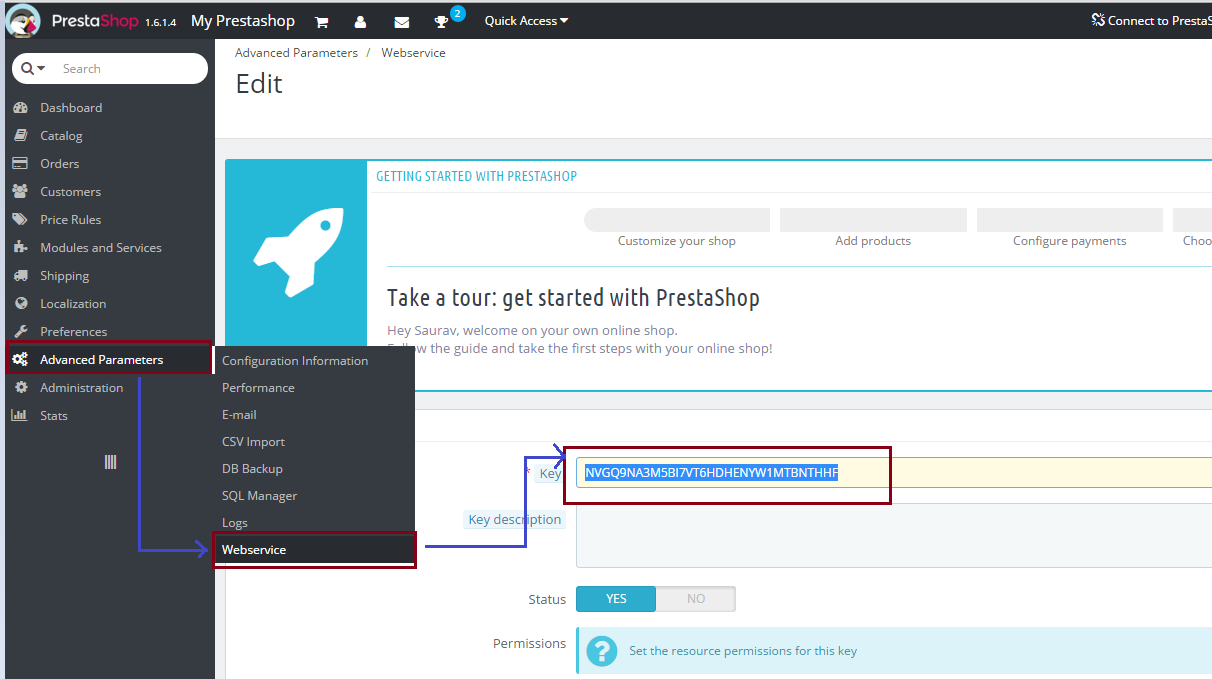 PrestaShop 1.6.1.4 My Prestashop 2 Quick Access Connect to PrestaS
Search
Dashboard
Catalog
Orders
Customers
Price Rules
Modules and Services
Shipping
Localization
Preferences
Advanced Parameters
Administration
Stats
Configuration Information
Performance
E-mail
CSV Import
DB Backup
SQL Manager
Logs
Webservice
Advanced Parameters / Webservice
Edit
GETTING STARTED WITH PRESTASHOP
Customize your shop Add products Configure payments Choo
Take a tour: get started with PrestaShop
Hey Saurav, welcome on your own online shop.
Follow the guide and take the first steps with your online shop!
* Key NVGQ9NA3M5BI7VT6HDHENYW1MTBNTHHF
Key description
Status YES NO
Permissions ? Set the resource permissions for this key